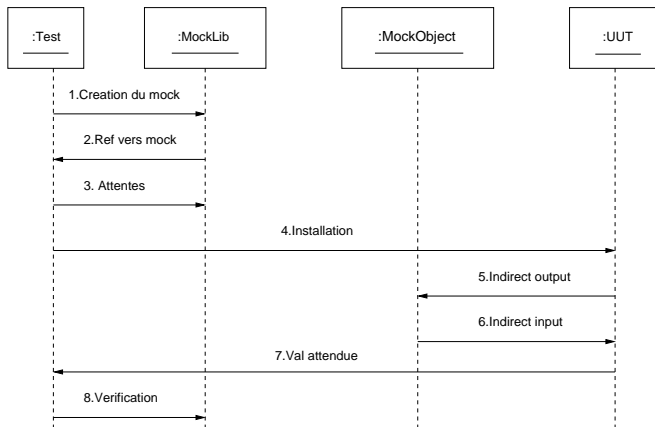 :Test
:MockLib
:MockObject
:UUT
1.Creation du mock
2.Ref vers mock
3. Attentes
4.Installation
5.Indirect output
6.Indirect input
7.Val attendue
8.Verification